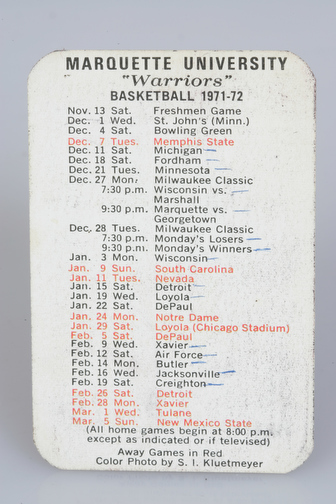 MARQUETTE UNIVERSITY
"Warriors"
BASKETBALL 1971-72
Nov. 13 Sat. Freshmen Game
Dec. 1 Wed. St. John's (Minn.)
Dec. 4 Sat. Bowling Green
Dec. 7 Tues. Memphis State
Dec. 11 Sat. Michigan
Dec. 18 Sat. Fordham
Dec. 21 Tues. Minnesota
Dec. 27 Mon. Milwaukee Classic
7:30 p.m. Wisconsin vs.
Marshall
9:30 p.m. Marquette vs.
Georgetown
Dec. 28 Tues. Milwaukee Classic
7:30 p.m. Monday's Losers
9:30 p.m. Monday's Winners
Jan. 3 Mon. Wisconsin
Jan. 9 Sun. South Carolina
Jan. 11 Tues. Nevada
Jan. 15 Sat. Detroit
Jan. 19 Wed. Loyola
Jan. 22 Sat. DePaul
Jan. 24 Mon. Notre Dame
Jan. 29 Sat. Loyola (Chicago Stadium)
Feb. 5 Sat. DePaul
Feb. 9 Wed. Xavier
Feb. 12 Sat. Air Force
Feb. 14 Mon. Butler
Feb. 16 Wed. Jacksonville
Feb. 19 Sat. Creighton
Feb. 26 Sat. Detroit
Feb. 28 Mon. Xavier
Mar. 1 Wed. Tulane
Mar. 5 Sun. New Mexico State
(All home games begin at 8:00 p.m.
except as indicated or if televised)
Away Games in Red
Color Photo by S. I. Kluetmeyer